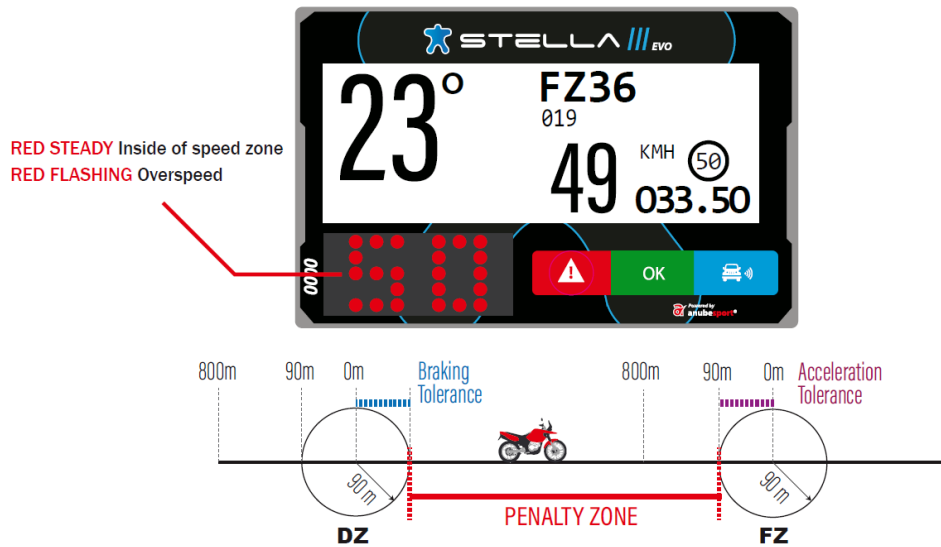 STELLA III EVO
23°
FZ36
019
49 KMH 50
033.50
RED STEADY Inside of speed zone
RED FLASHING Overspeed
0000
50
OK
Powered by
anubesport®
800m 90m 0m Braking Tolerance 800m 90m 0m Acceleration Tolerance
90 m 90 m
PENALTY ZONE
DZ FZ